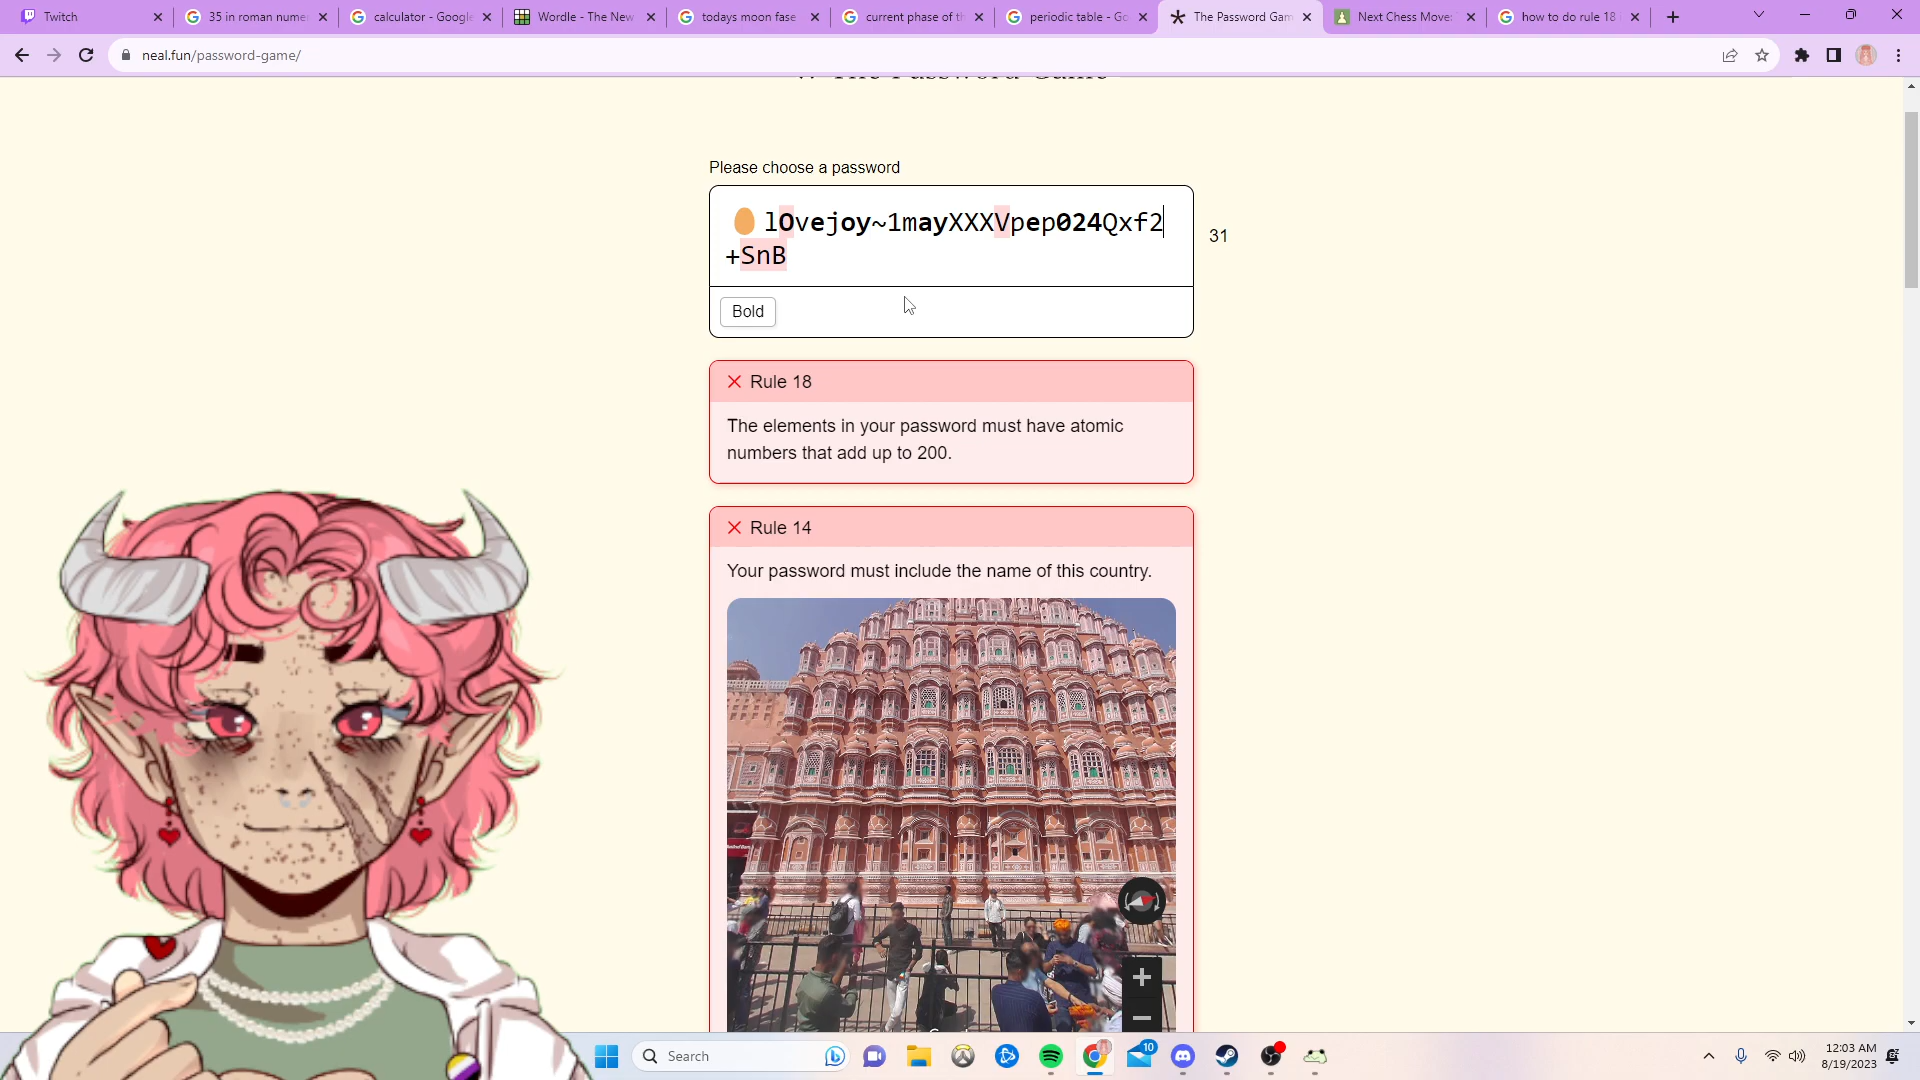 Twitch
35 in roman nume
calculator - Google
Wordle - The New
todays moon fase
current phase of th
periodic table - Go
The Password Gam
Next Chess Move:
how to do rule 18
neal.fun/password-game/
Please choose a password
🥚lOvejoy~1mayXXXVpep024Qxf2
+SnB
31
Bold
Rule 18
The elements in your password must have atomic
numbers that add up to 200.
Rule 14
Your password must include the name of this country.
Search
10
12:03 AM
8/19/2023